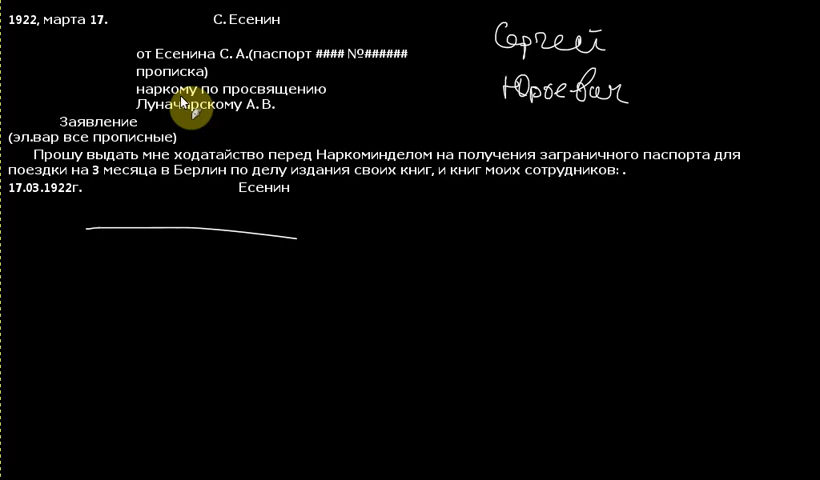 1922, марта 17. С. Есенин
Сергей
от Есенина С. А.(паспорт #### №######
прописка)
Юрьевич
наркому по просвящению
Луначарскому А. В.
Заявление
(эл.вар все прописные)
Прошу выдать мне ходатайство перед Наркоминделом на получения заграничного паспорта для
поездки на 3 месяца в Берлин по делу издания своих книг, и книг моих сотрудников: .
17.03.1922г. Есенин